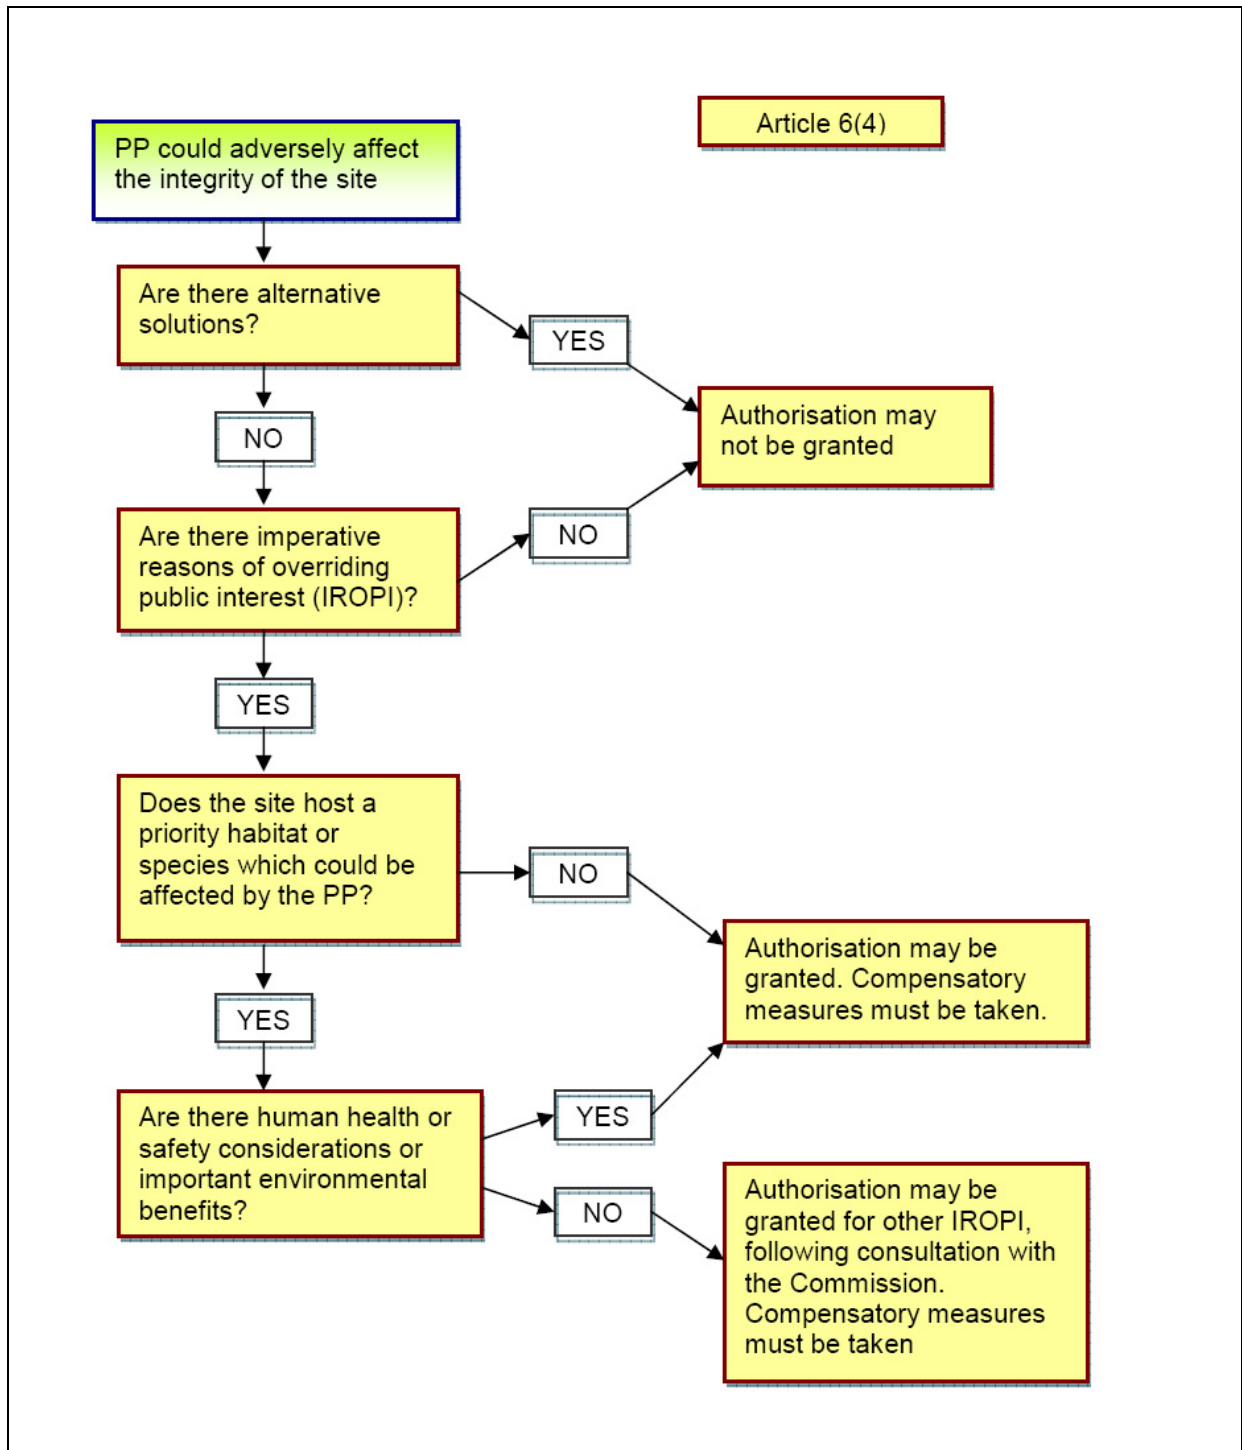 Article 6(4)
PP could adversely affect
the integrity of the site
Are there alternative
solutions?
YES
Authorisation may
not be granted
NO
Are there imperative
reasons of overriding
public interest (IROPI)?
NO
YES
Does the site host a
priority habitat or
species which could be
affected by the PP?
NO
Authorisation may be
granted. Compensatory
measures must be taken.
YES
Are there human health or
safety considerations or
important environmental
benefits?
YES
NO
Authorisation may be
granted for other IROPI,
following consultation with
the Commission.
Compensatory measures
must be taken